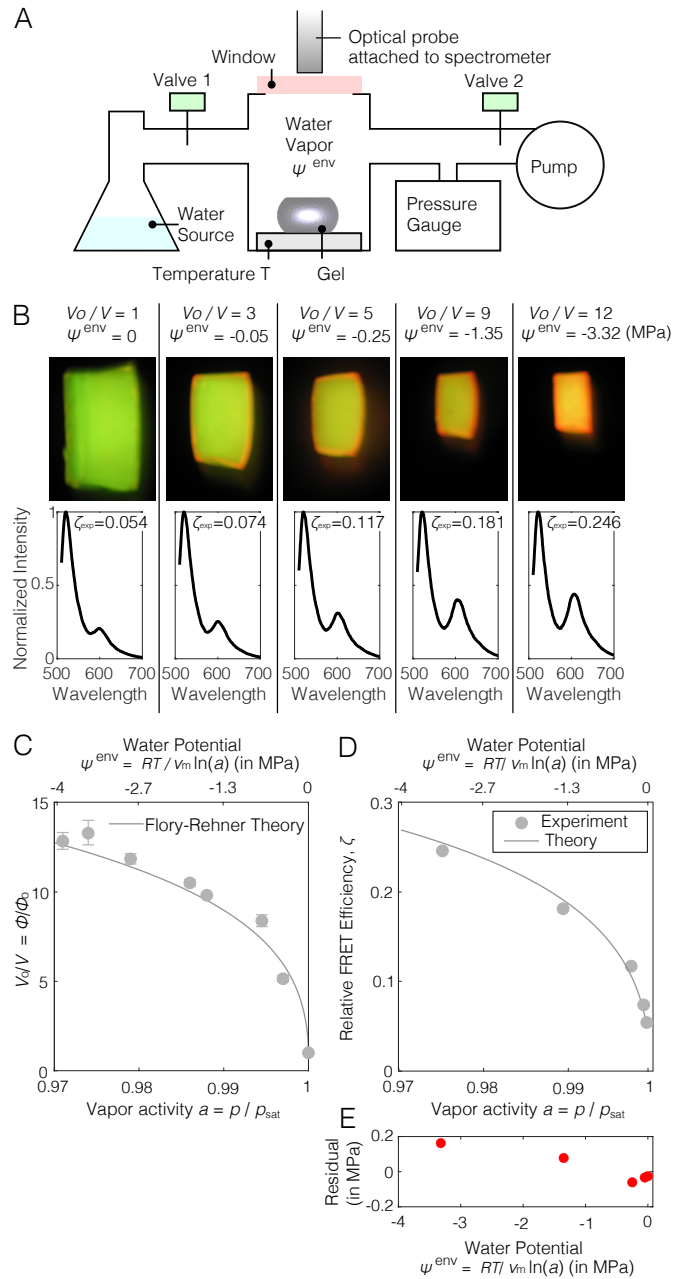 A
Optical probe
attached to spectrometer
Window
Valve 1
Valve 2
Water
Vapor
Ψ env
Pump
Pressure
Gauge
Water
Source
Temperature T
Gel
B
Vo / V = 1
Ψ env = 0
Vo / V = 3
Ψ env = -0.05
Vo / V = 5
Ψ env = -0.25
Vo / V = 9
Ψ env = -1.35
Vo / V = 12
Ψ env = -3.32 (MPa)
Normalized Intensity
1
0.5
0
ζexp=0.054
ζexp=0.074
ζexp=0.117
ζexp=0.181
ζexp=0.246
500 600 700
500 600 700
500 600 700
500 600 700
500 600 700
Wavelength
Wavelength
Wavelength
Wavelength
Wavelength
C
Water Potential
Ψ env = RT / vm ln(a) (in MPa)
-4 -2.7 -1.3 0
Flory-Rehner Theory
V₀/V = Φ/Φ₀
15
10
5
0
0.97 0.98 0.99 1
Vapor activity a = p / psat
D
Water Potential
Ψ env = RT/ vm ln(a) (in MPa)
-4 -2.7 -1.3 0
Experiment
Theory
Relative FRET Efficiency, ζ
0.3
0.2
0.1
0
0.97 0.98 0.99 1
Vapor activity a = p / psat
E
Residual
(in MPa)
0.2
0
-0.2
-4 -3 -2 -1 0
Water Potential
Ψ env = RT/ vm ln(a) (in MPa)